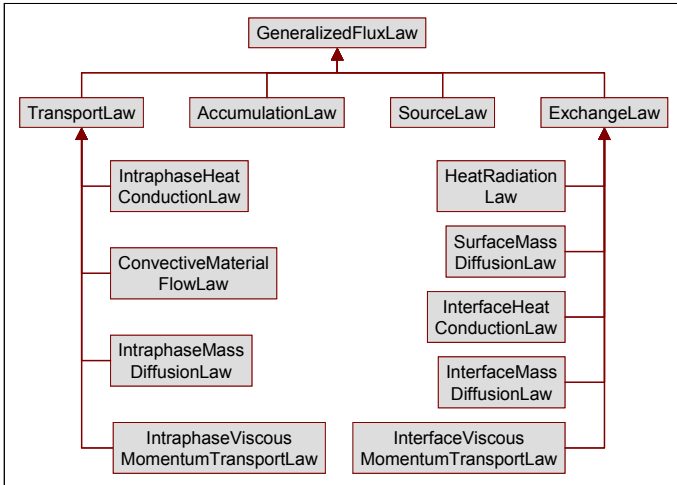 GeneralizedFluxLaw
TransportLaw
AccumulationLaw
SourceLaw
ExchangeLaw
IntraphaseHeat
ConductionLaw
ConvectiveMaterial
FlowLaw
IntraphaseMass
DiffusionLaw
IntraphaseViscous
MomentumTransportLaw
HeatRadiation
Law
SurfaceMass
DiffusionLaw
InterfaceHeat
ConductionLaw
InterfaceMass
DiffusionLaw
InterfaceViscous
MomentumTransportLaw